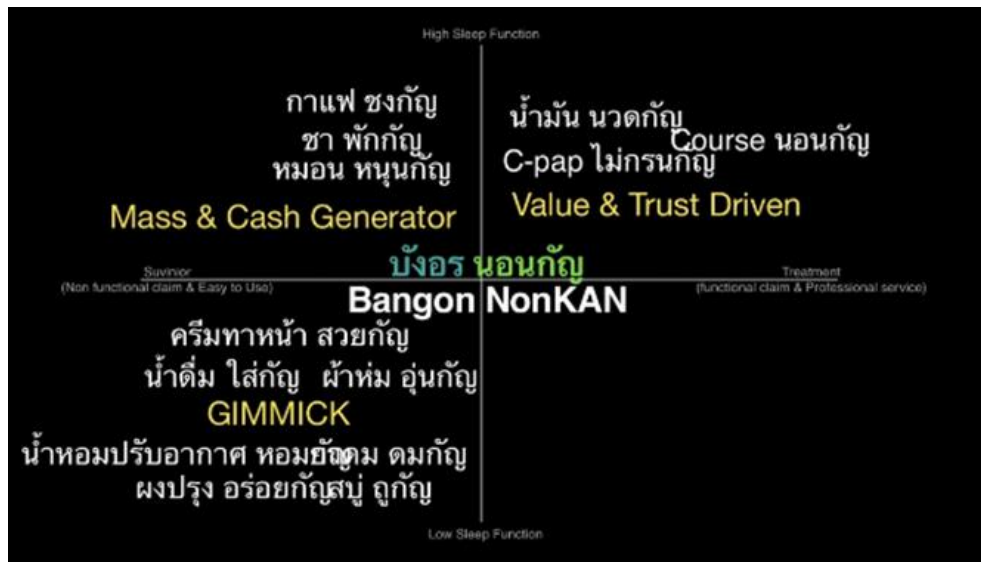 High Sleep Function
กาแฟ ชงกัญ
ชา พักกัญ
หมอน หนุนกัญ
Mass & Cash Generator
น้ำมัน นวดกัญ
Course นอนกัญ
C-pap ไม่กรนกัญ
Value & Trust Driven
บังอร นอนกัญ
Bangon NonKAN
Suvinior
(Non functional claim & Easy to Use)
Treatment
(functional claim & Professional service)
ครีมทาหน้า สวยกัญ
น้ำดื่ม ใส่กัญ
ผ้าห่ม อุ่นกัญ
GIMMICK
น้ำหอมปรับอากาศ หอมกัญ
ดมกัญ
ผงปรุง อร่อยกัญ
สบู่ ถูกัญ
Low Sleep Function